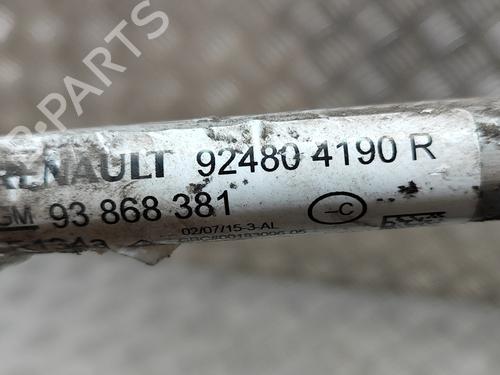 RENAULT 92480 4190 R
GM 93 868 381
-C
02/07/15-3-AL
B-PARTS